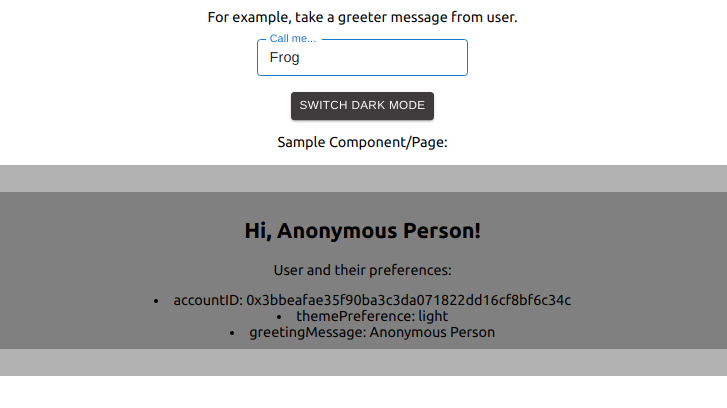 For example, take a greeter message from user.
Call me...
Frog
SWITCH DARK MODE
Sample Component/Page:
Hi, Anonymous Person!
User and their preferences:
• accountID: 0x3bbeafae35f90ba3c3da071822dd16cf8bf6c34c
• themePreference: light
• greetingMessage: Anonymous Person